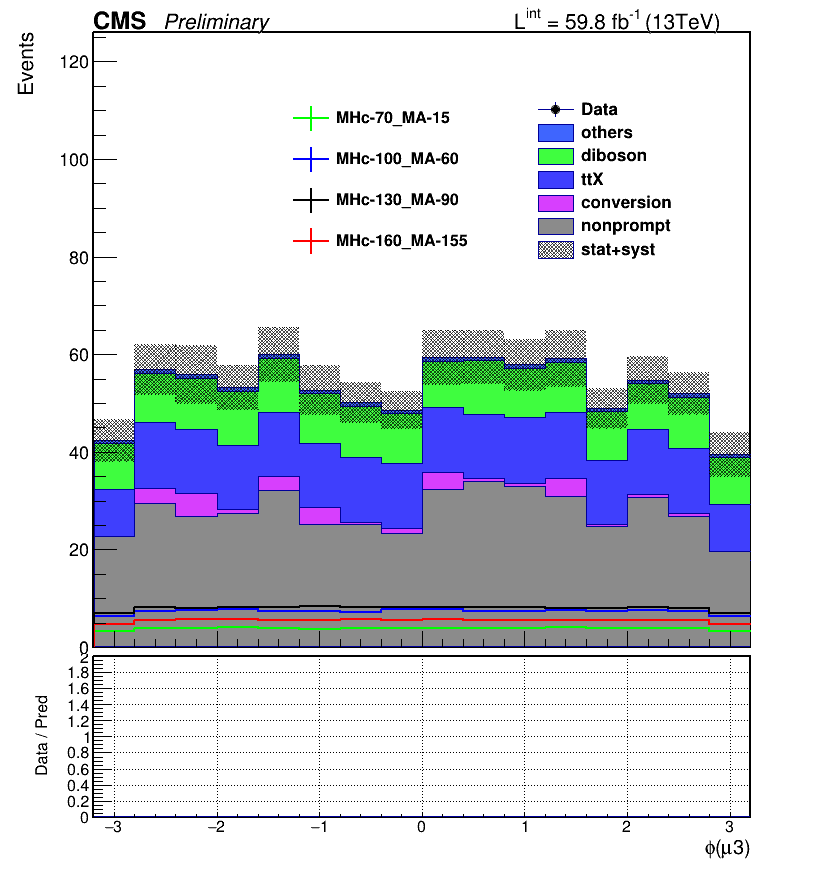 CMS Preliminary L^int = 59.8 fb^-1 (13TeV)
Events
120
100
80
60
40
20
0
MHc-70_MA-15
MHc-100_MA-60
MHc-130_MA-90
MHc-160_MA-155
Data
others
diboson
ttX
conversion
nonprompt
stat+syst
Data / Pred
2
1.8
1.6
1.4
1.2
1
0.8
0.6
0.4
0.2
0
−3 −2 −1 0 1 2 3
ϕ(μ3)